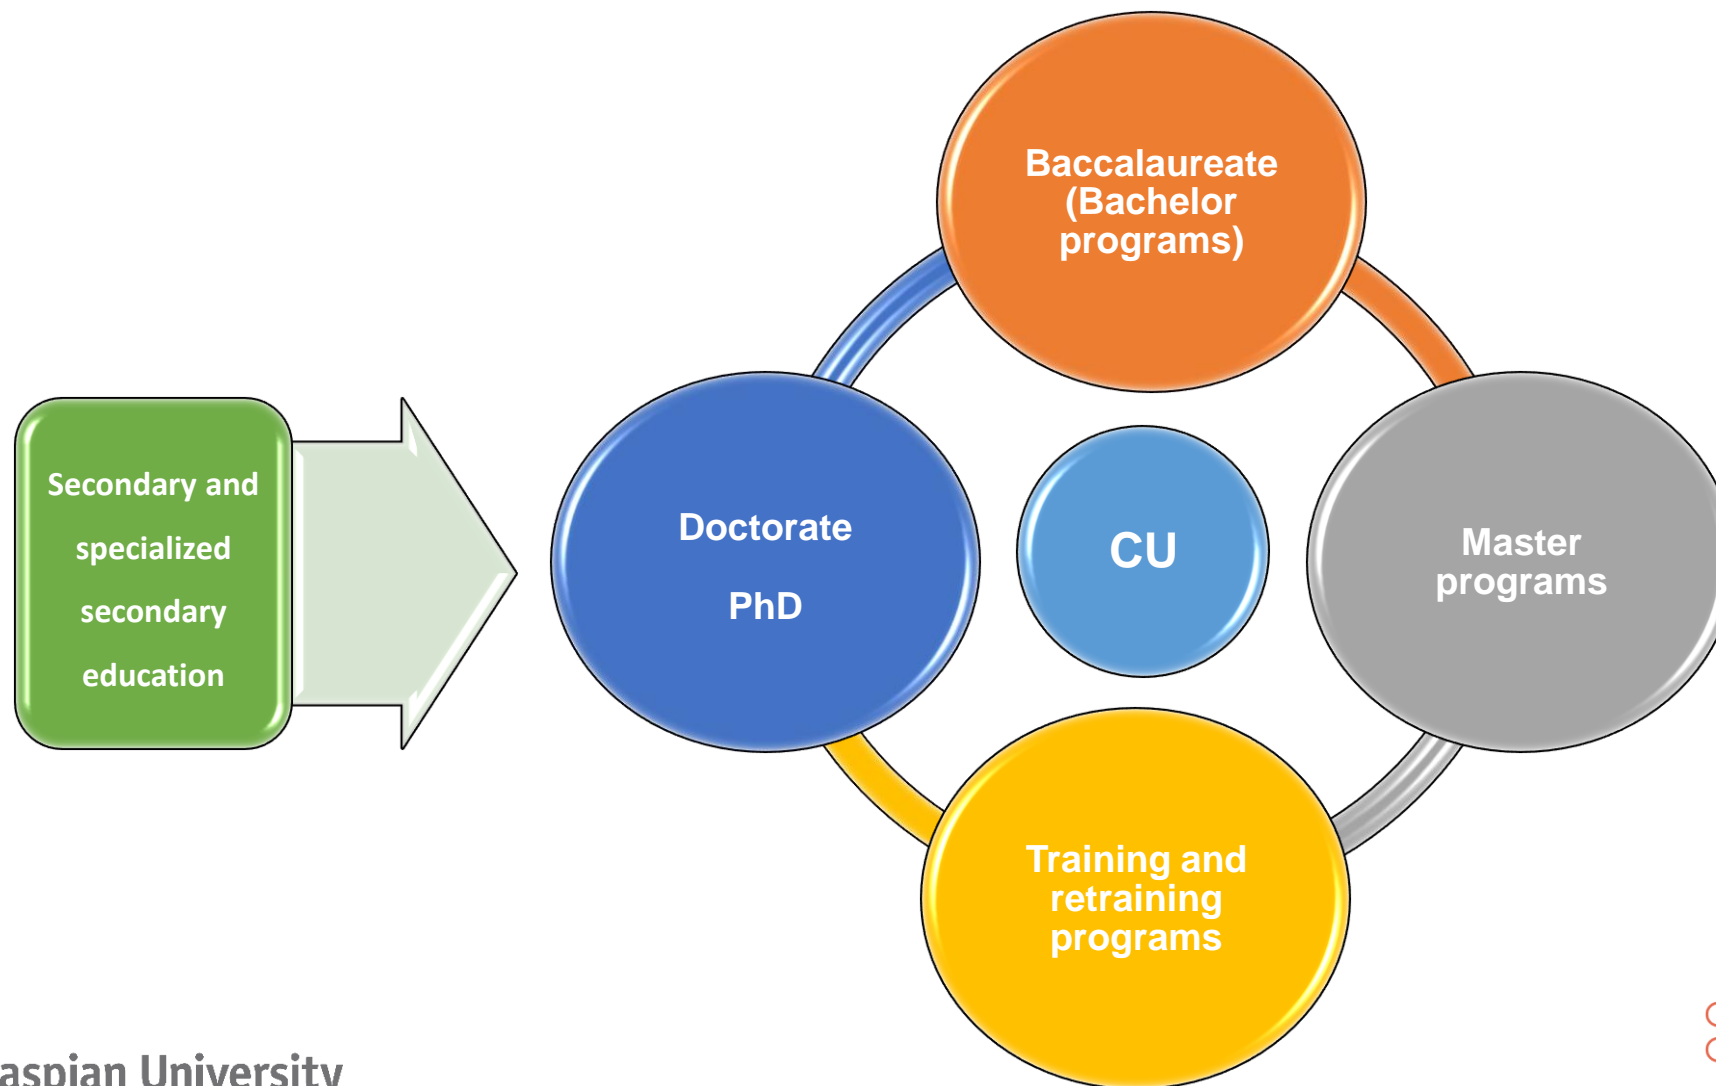 Baccalaureate
(Bachelor
programs)
Secondary and
specialized
secondary
education
Doctorate
PhD
CU
Master
programs
Training and
retraining
programs
aspian University